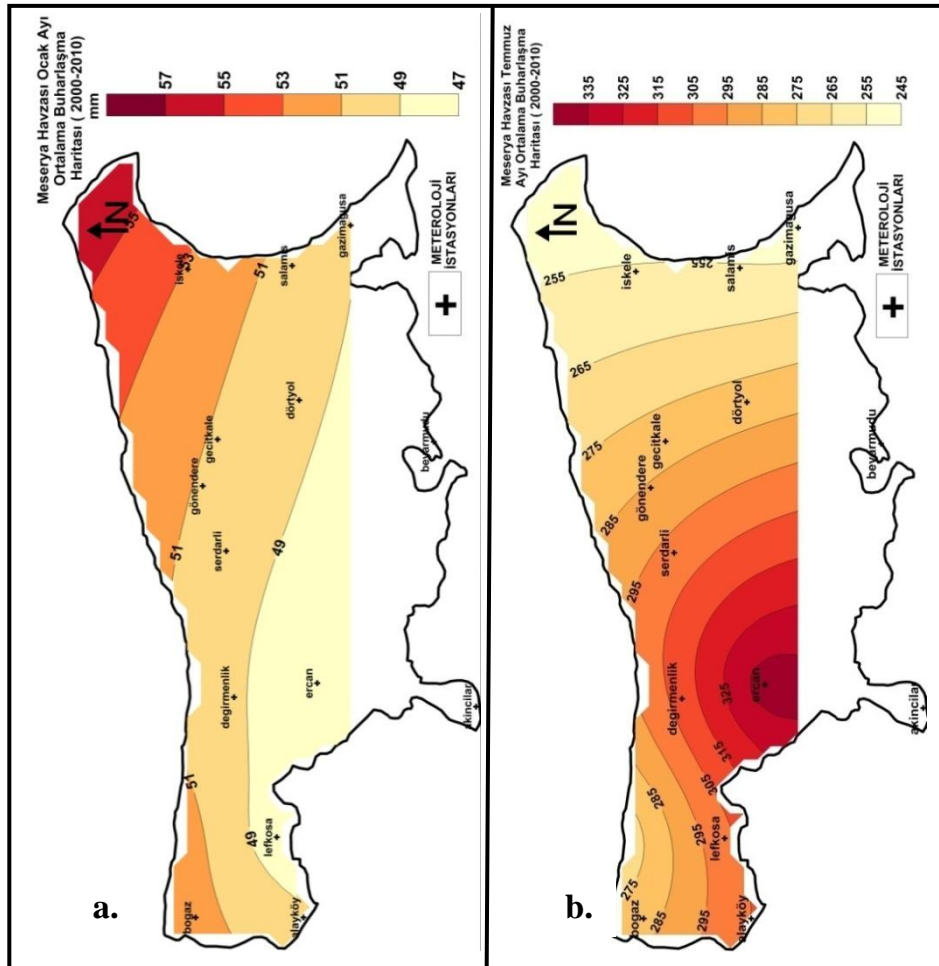 Meserya Havzası Ocak Ayı
Ortalama Buharlaşma
Haritası ( 2000-2010)
mm
57
55
53
51
49
47
N
METEROLOJİ
İSTASYONLARI
55
53
iskele
salamis
gazimagusa
51
dörtyol
gecitkale
gönendere
beyarmudu
51
serdarli
49
degirmenlik
ercan
akincilar
51
49
lefkosa
bogaz
alayköy
a.
Meserya Havzası Temmuz
Ayı Ortalama Buharlaşma
Haritası ( 2000-2010)
335
325
315
305
295
285
275
265
255
245
N
METEROLOJİ
İSTASYONLARI
255
iskele
255
salamis
gazimagusa
265
275
dörtyol
gecitkale
gönendere
beyarmudu
285
serdarli
295
degirmenlik
325
ercan
akincilar
315
305
285
295
lefkosa
275
bogaz
285
295
alayköy
b.